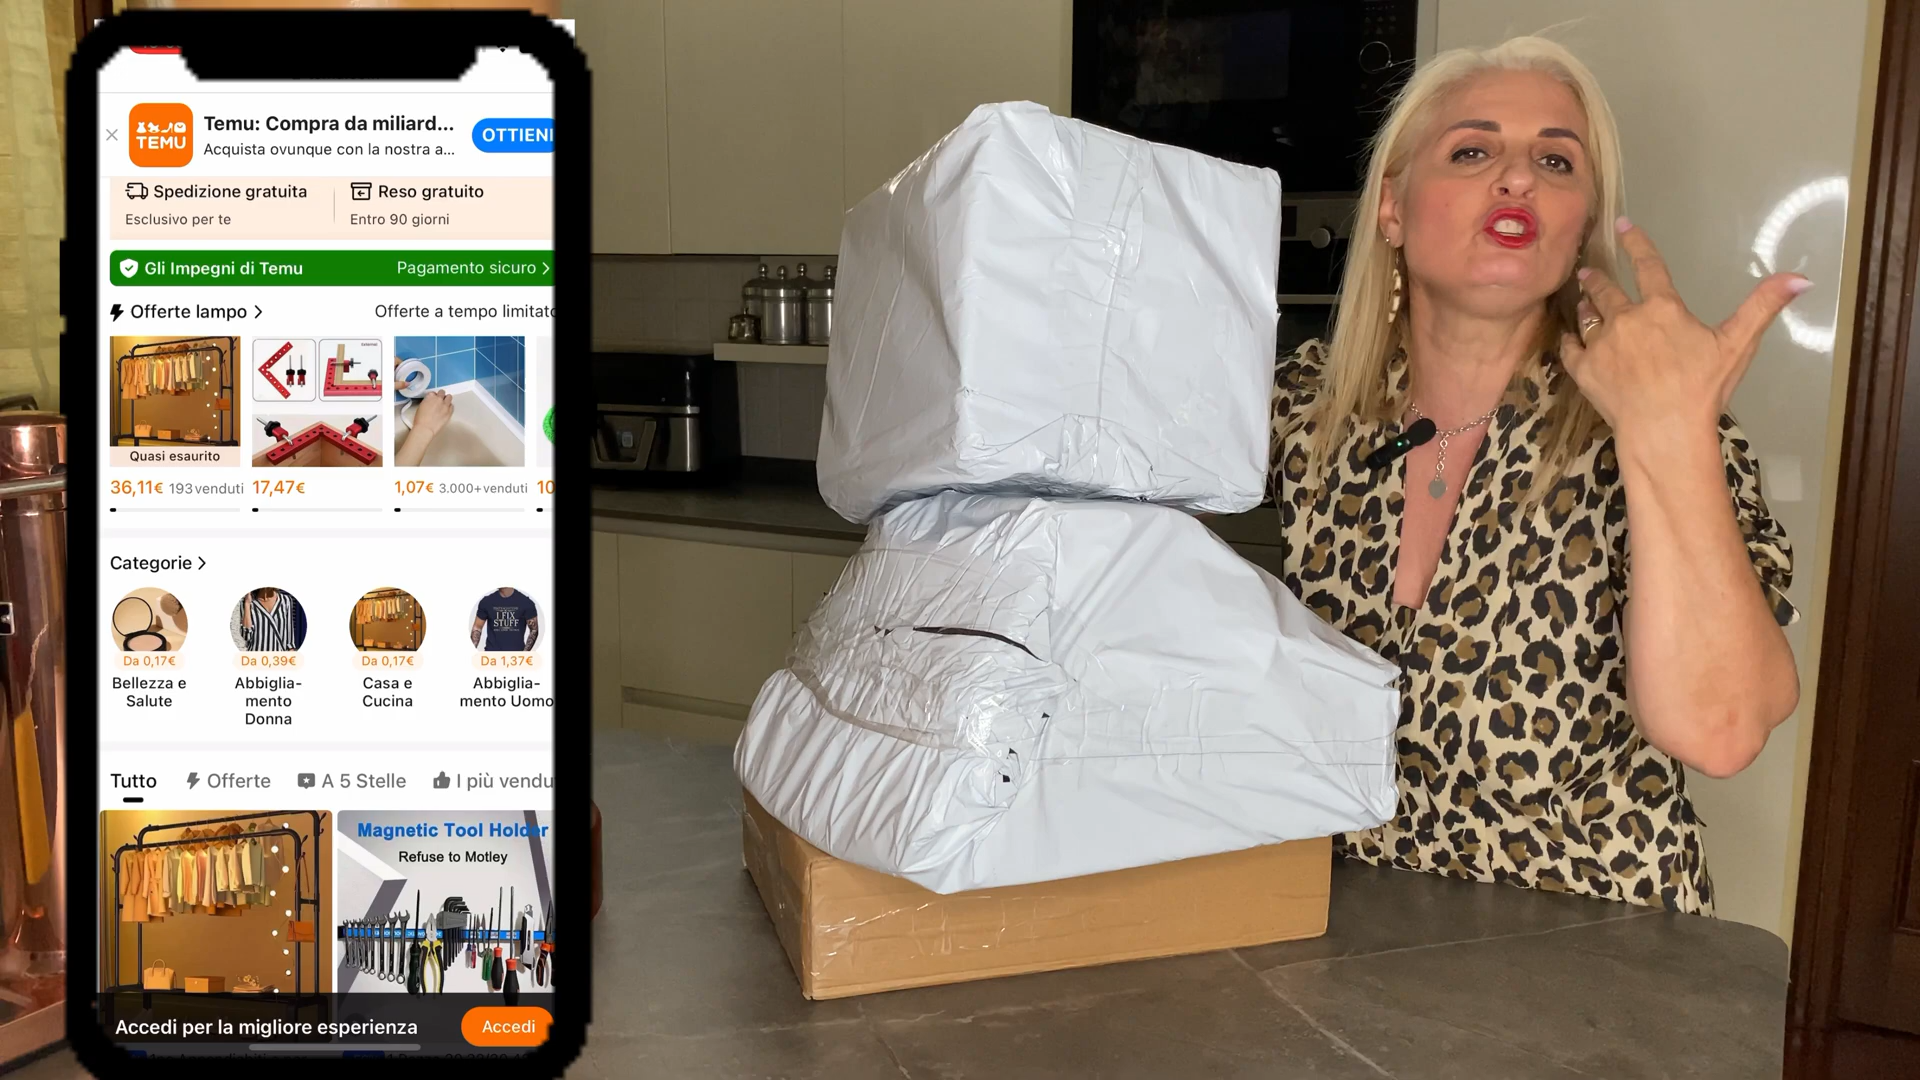 TEMU
Temu: Compra da miliard...
Acquista ovunque con la nostra a...
OTTIENI
Spedizione gratuita
Esclusivo per te
Reso gratuito
Entro 90 giorni
Gli Impegni di Temu
Pagamento sicuro
Offerte lampo
Offerte a tempo limitato
Quasi esaurito
36,11€ 193 venduti
17,47€
1,07€ 3.000+ venduti
10
Categorie
I FIX
STUFF
Da 0,17€
Da 0,39€
Da 0,17€
Da 1,37€
Bellezza e
Salute
Abbiglia-
mento
Donna
Casa e
Cucina
Abbiglia-
mento Uomo
Tutto
Offerte
A 5 Stelle
I più vendu
Magnetic Tool Holder
Refuse to Motley
Accedi per la migliore esperienza
Accedi